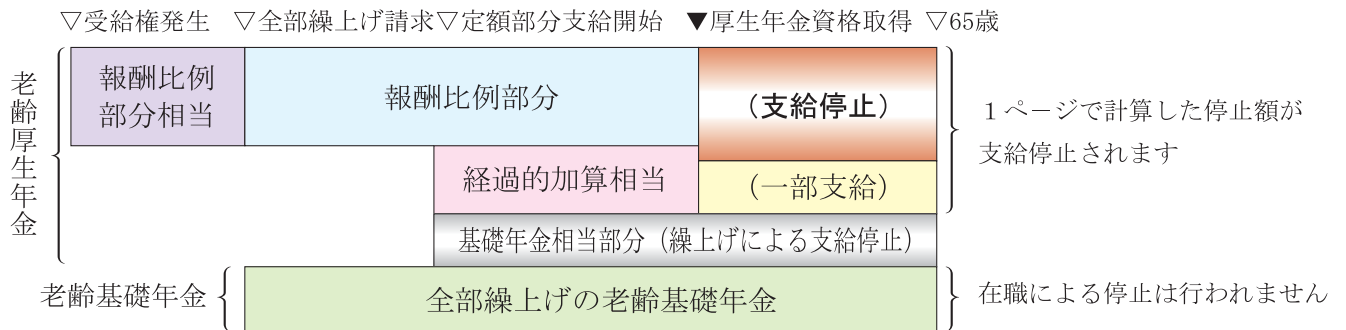 ▽受給権発生 ▽全部繰上げ請求▽定額部分支給開始 ▼厚生年金資格取得 ▽65歳
老齢厚生年金
報酬比例
部分相当
報酬比例部分
（支給停止）
１ページで計算した停止額が
支給停止されます
経過的加算相当
（一部支給）
基礎年金相当部分（繰上げによる支給停止）
老齢基礎年金
全部繰上げの老齢基礎年金
在職による停止は行われません